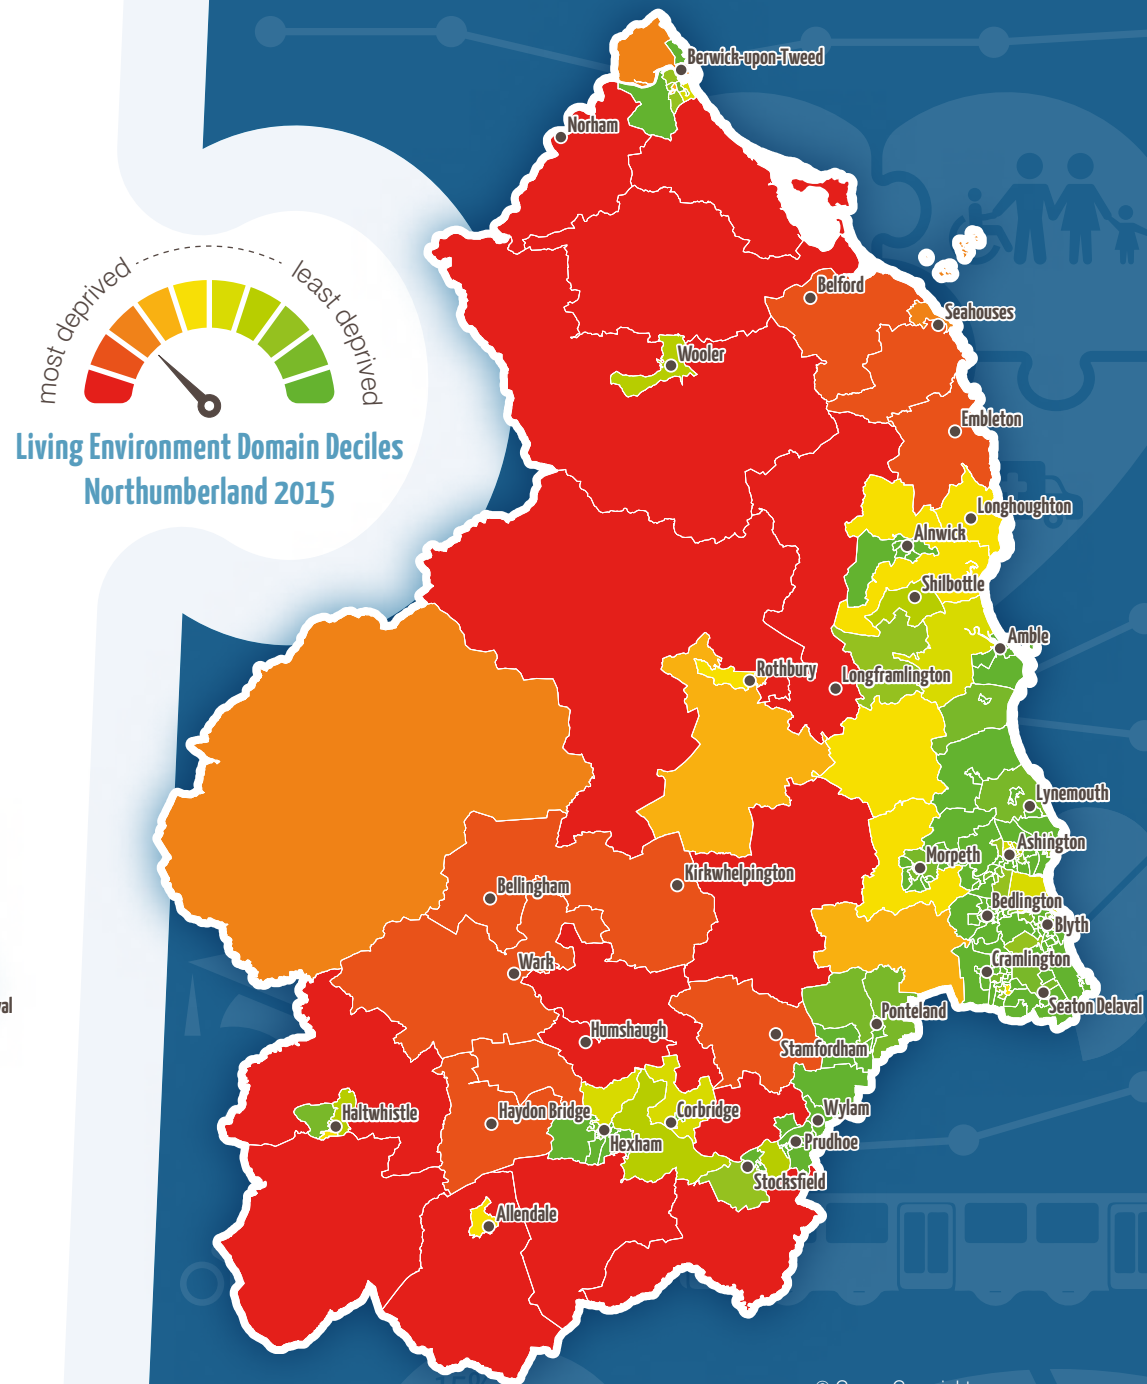 Berwick-upon-Tweed
Norham
most deprived
least deprived
Living Environment Domain Deciles
Northumberland 2015
Belford
Seahouses
Wooler
Embleton
Longhoughton
Alnwick
Shilbottle
Amble
Rothbury
Longframlington
Lynemouth
Ashington
Morpeth
Kirkwhelpington
Bellingham
Bedlington
Blyth
Wark
Cramlington
Seaton Delaval
Ponteland
Humshaugh
Stamfordham
Haltwhistle
Haydon Bridge
Corbridge
Wylam
Hexham
Prudhoe
Stocksfield
Allendale